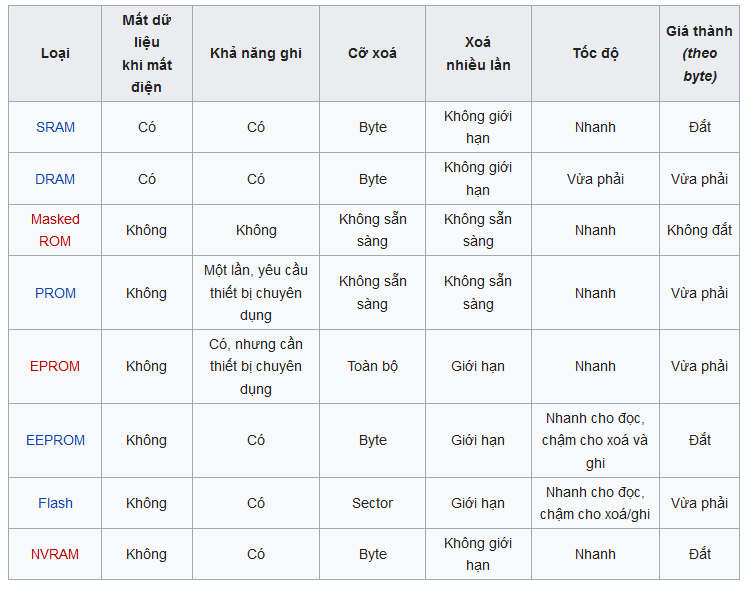 Loại
Mất dữ
liệu
khi mất
điện
Khả năng ghi
Cỡ xoá
Xoá
nhiều lần
Tốc độ
Giá thành
(theo
byte)
SRAM
Có
Có
Byte
Không giới
hạn
Nhanh
Đắt
DRAM
Có
Có
Byte
Không giới
hạn
Vừa phải
Vừa phải
Masked
ROM
Không
Không
Không sẵn
sàng
Không sẵn
sàng
Nhanh
Không đắt
PROM
Không
Một lần, yêu cầu
thiết bị chuyên
dụng
Không sẵn
sàng
Không sẵn
sàng
Nhanh
Vừa phải
EPROM
Không
Có, nhưng cần
thiết bị chuyên
dụng
Toàn bộ
Giới hạn
Nhanh
Vừa phải
EEPROM
Không
Có
Byte
Giới hạn
Nhanh cho đọc,
chậm cho xoá và
ghi
Đắt
Flash
Không
Có
Sector
Giới hạn
Nhanh cho đọc,
chậm cho xoá/ghi
Vừa phải
NVRAM
Không
Có
Byte
Không giới
hạn
Nhanh
Đắt